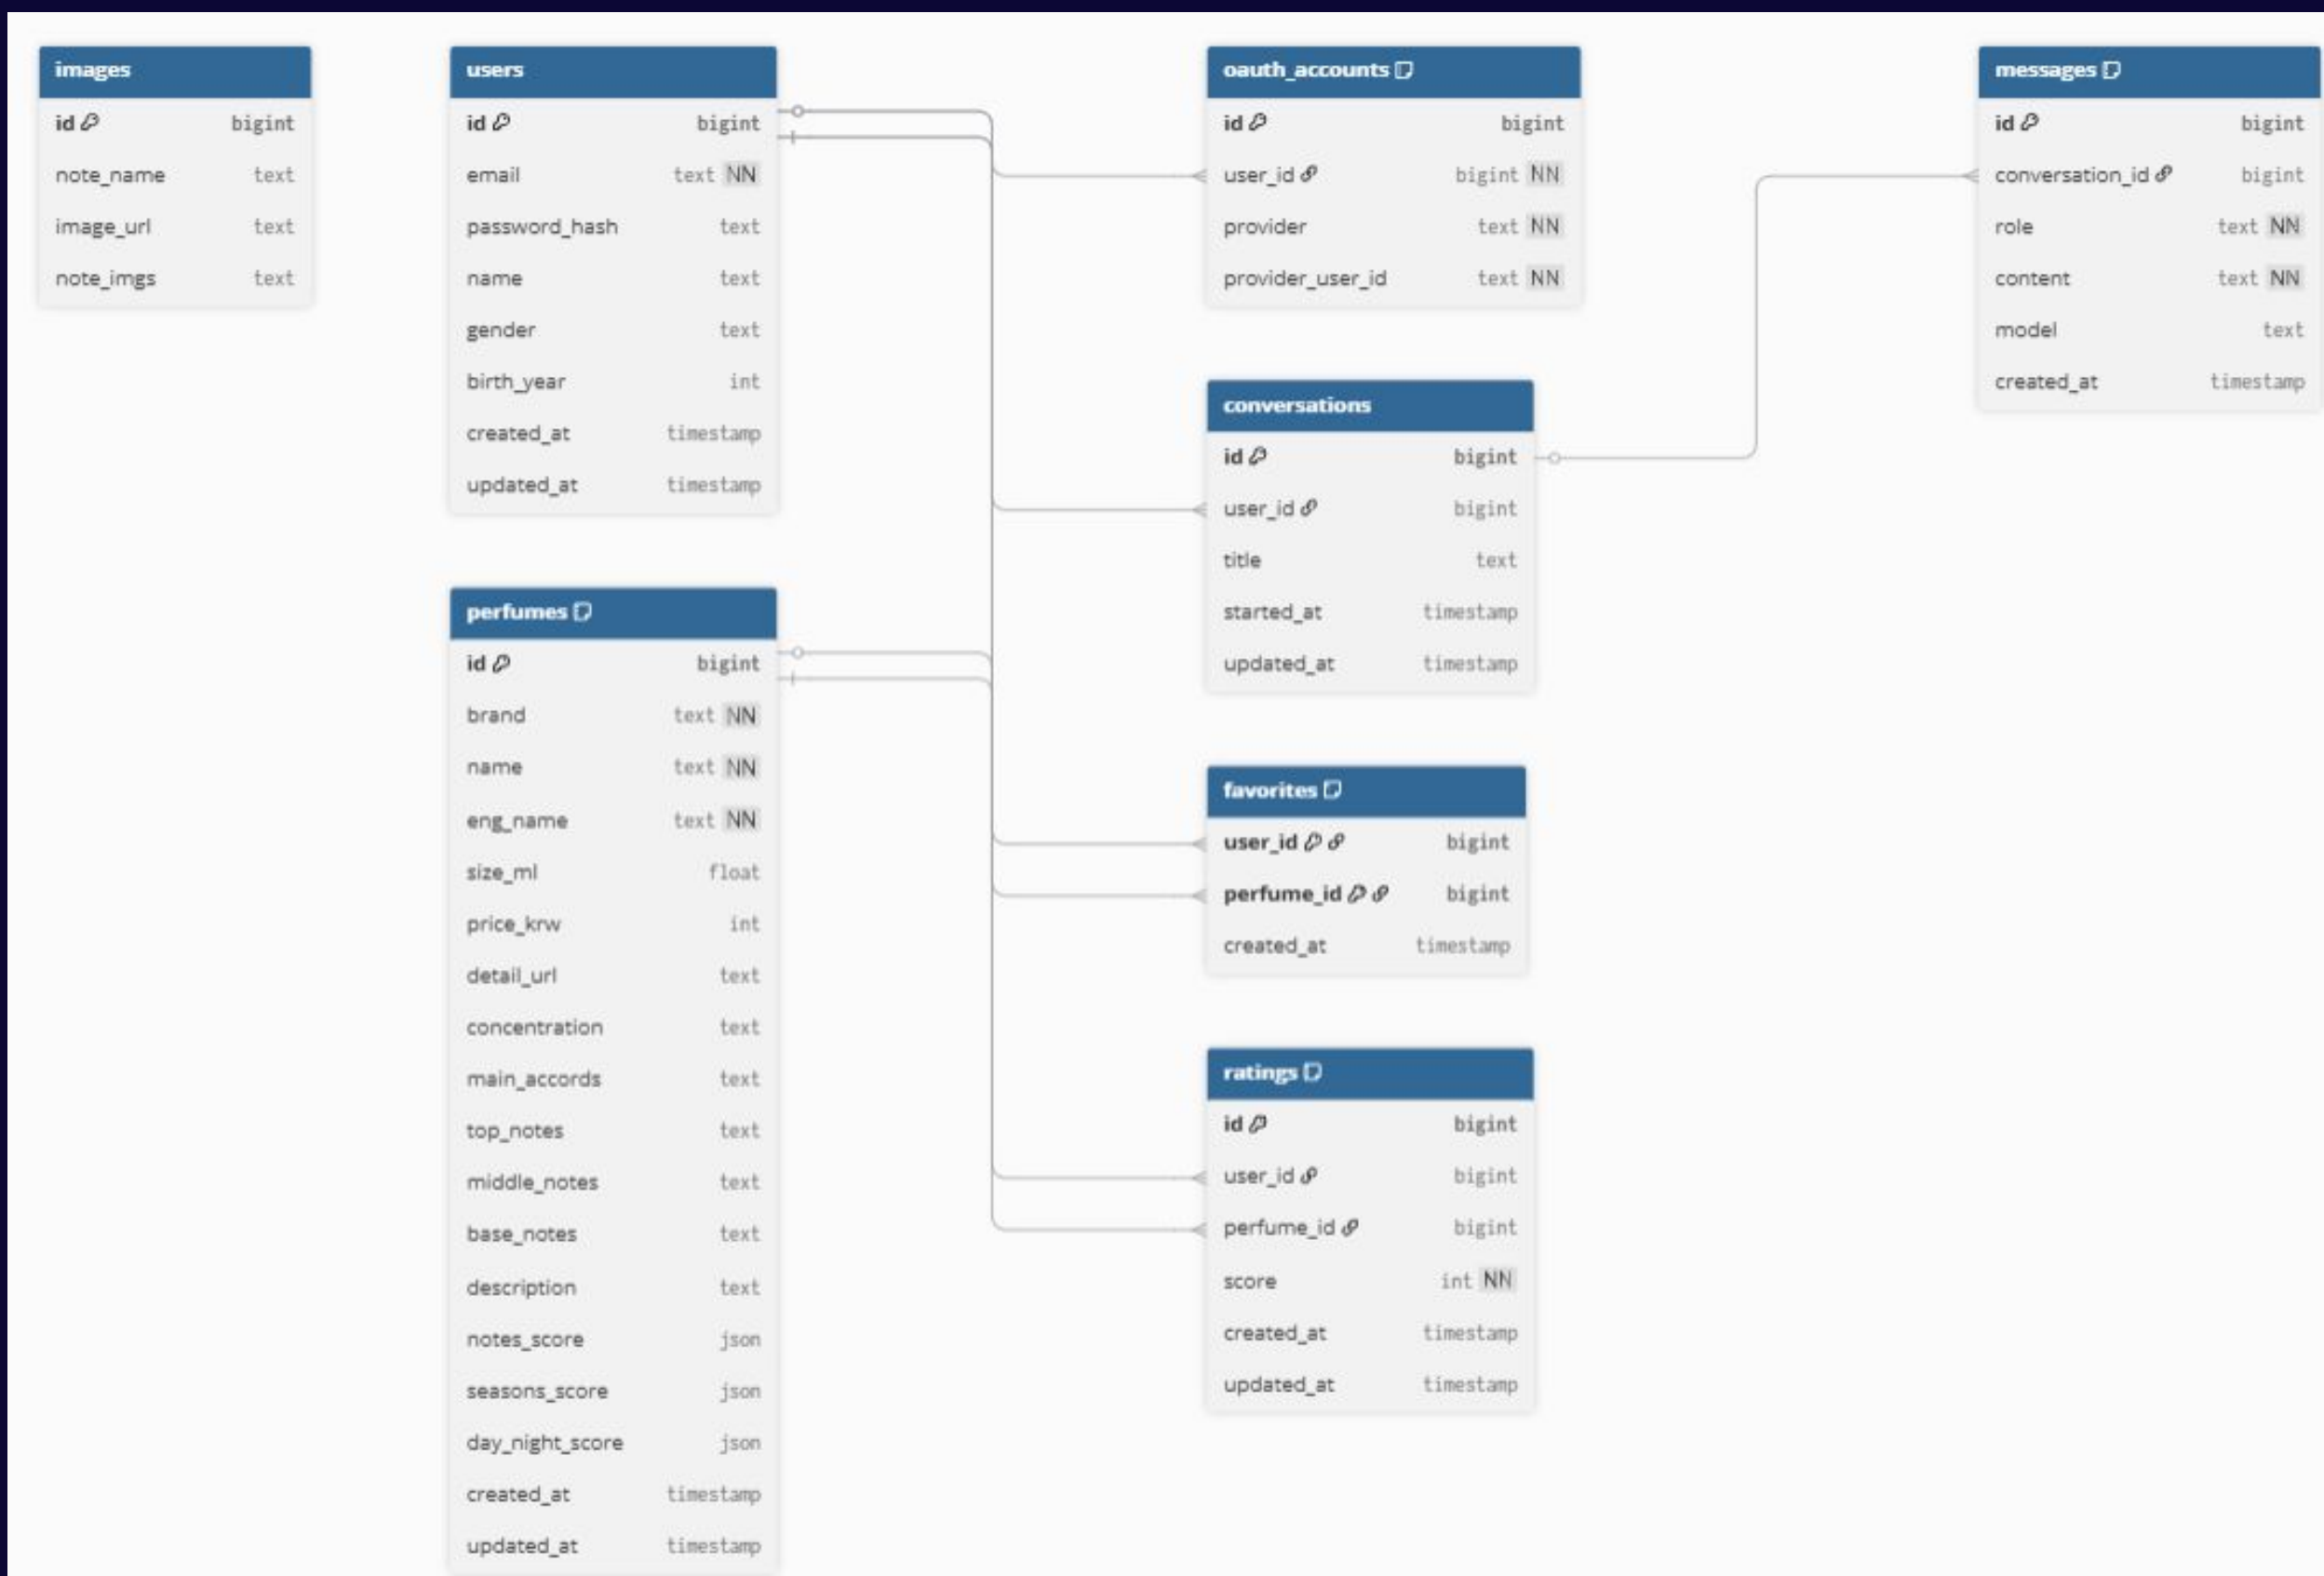 images
id bigint
note_name text
image_url text
note_imgs text
users
id bigint
email text NN
password_hash text
name text
gender text
birth_year int
created_at timestamp
updated_at timestamp
perfumes
id bigint
brand text NN
name text NN
eng_name text NN
size_ml float
price_krw int
detail_url text
concentration text
main_accords text
top_notes text
middle_notes text
base_notes text
description text
notes_score json
seasons_score json
day_night_score json
created_at timestamp
updated_at timestamp
oauth_accounts
id bigint
user_id bigint NN
provider text NN
provider_user_id text NN
conversations
id bigint
user_id bigint
title text
started_at timestamp
updated_at timestamp
favorites
user_id bigint
perfume_id bigint
created_at timestamp
ratings
id bigint
user_id bigint
perfume_id bigint
score int NN
created_at timestamp
updated_at timestamp
messages
id bigint
conversation_id bigint
role text NN
content text NN
model text
created_at timestamp